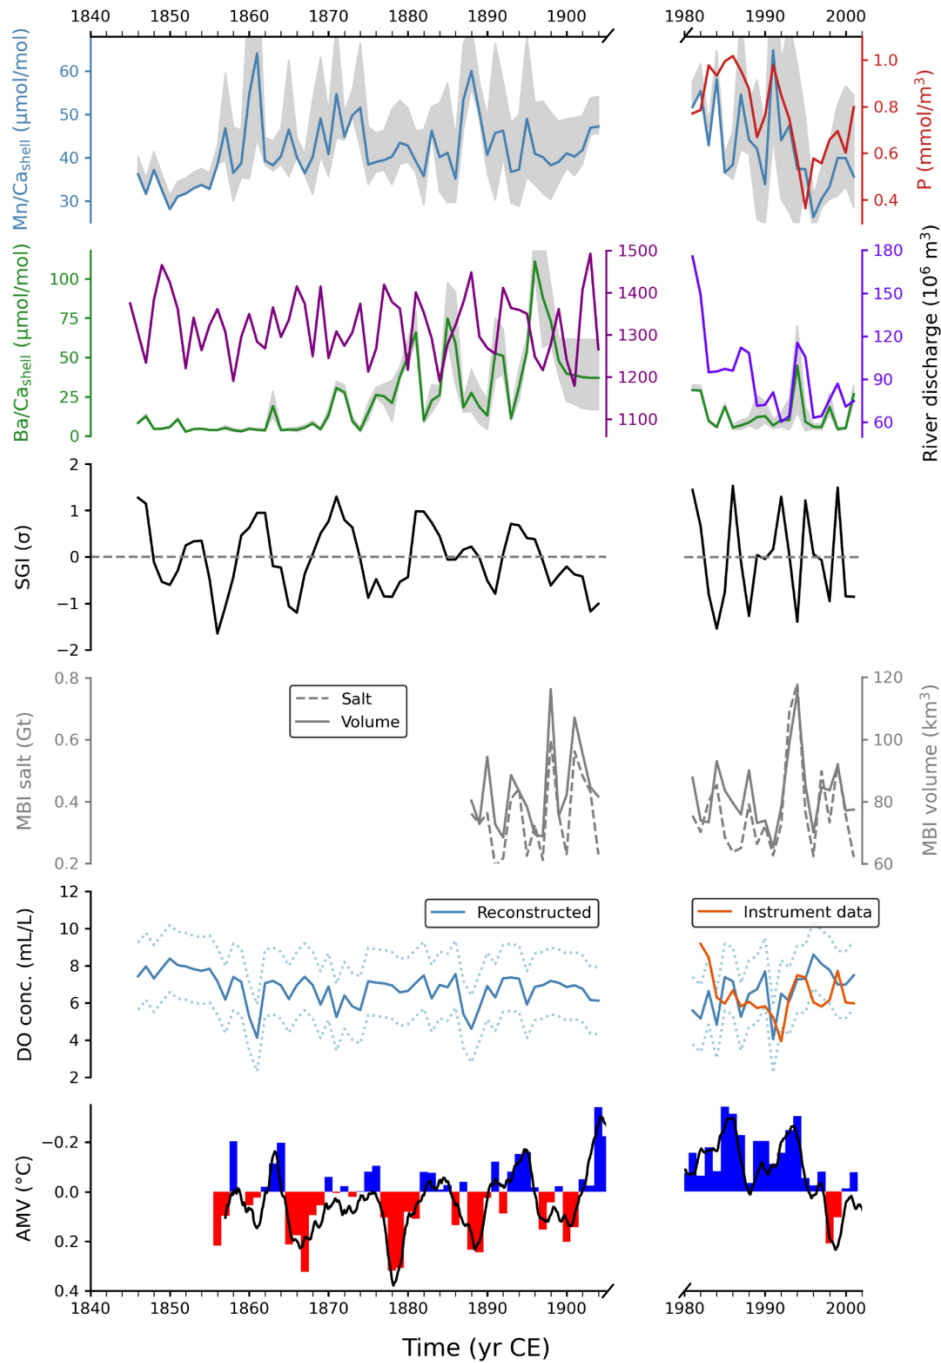 1840 1850 1860 1870 1880 1890 1900 1980 1990 2000
Mn/Ca_shell (µmol/mol)
60
50
40
30
1.0
0.8
0.6
0.4
P (mmol/m³)
Ba/Ca_shell (µmol/mol)
100
75
50
25
0
1500
1400
1300
1200
1100
180
150
120
90
60
River discharge (10⁶ m³)
SGI (σ)
2
1
0
−1
−2
MBI salt (Gt)
0.8
0.6
0.4
0.2
Salt
Volume
120
100
80
60
MBI volume (km³)
DO conc. (mL/L)
12
10
8
6
4
2
Reconstructed
Instrument data
AMV (°C)
−0.2
0.0
0.2
0.4
1840 1850 1860 1870 1880 1890 1900 1980 1990 2000
Time (yr CE)